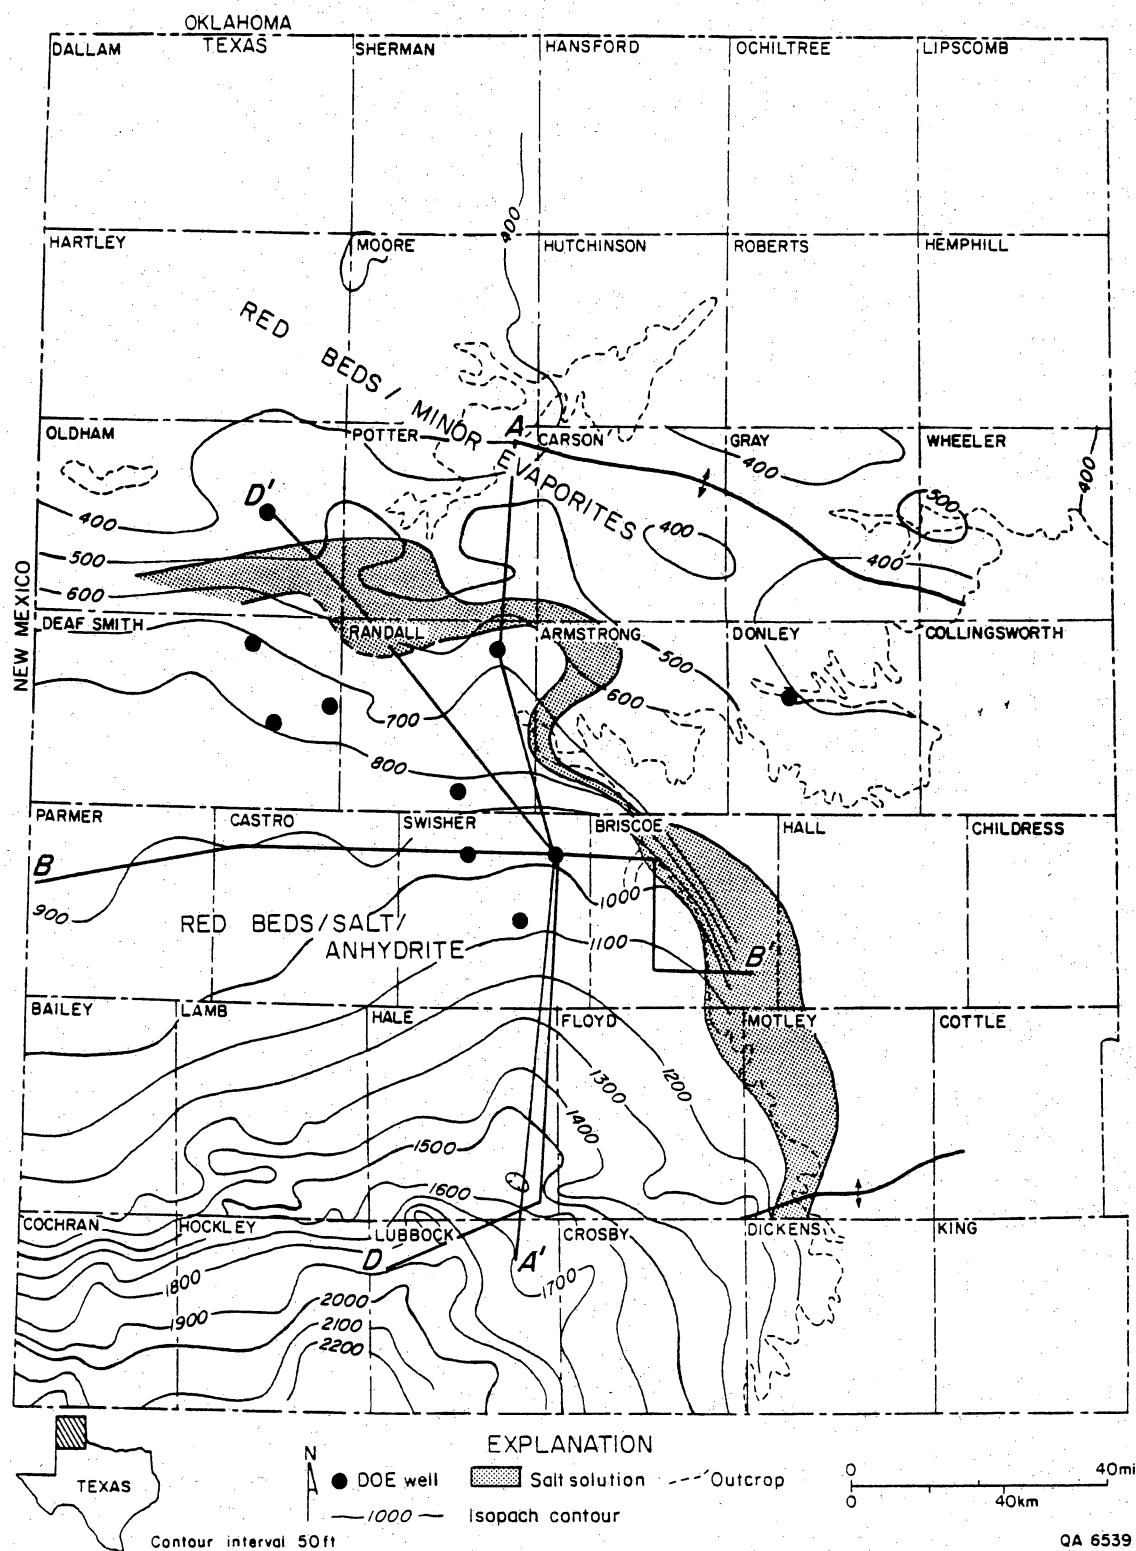 OKLAHOMA
TEXAS
DALLAM
SHERMAN
HANSFORD
OCHILTREE
LIPSCOMB
400
HARTLEY
MOORE
HUTCHINSON
ROBERTS
HEMPHILL
RED BEDS / MINOR EVAPORITES
OLDHAM
POTTER
A
CARSON
GRAY
WHEELER
400
400
D'
500
400
400
400
500
600
NEW MEXICO
DEAF SMITH
RANDALL
ARMSTRONG
DONLEY
COLLINGSWORTH
500
600
700
800
PARMER
CASTRO
SWISHER
BRISCOE
HALL
CHILDRESS
B
900
1000
RED BEDS/SALT/
ANHYDRITE
1100
B'
BAILEY
LAMB
HALE
FLOYD
MOTLEY
COTTLE
1300
1200
1400
1500
1600
COCHRAN
HOCKLEY
LUBBOCK
CROSBY
DICKENS
KING
D
A'
1800
1700
1900
2000
2100
2200
EXPLANATION
TEXAS
N
DOE well
Salt solution
Outcrop
1000
Isopach contour
0 40mi
0 40km
Contour interval 50ft
QA 6539